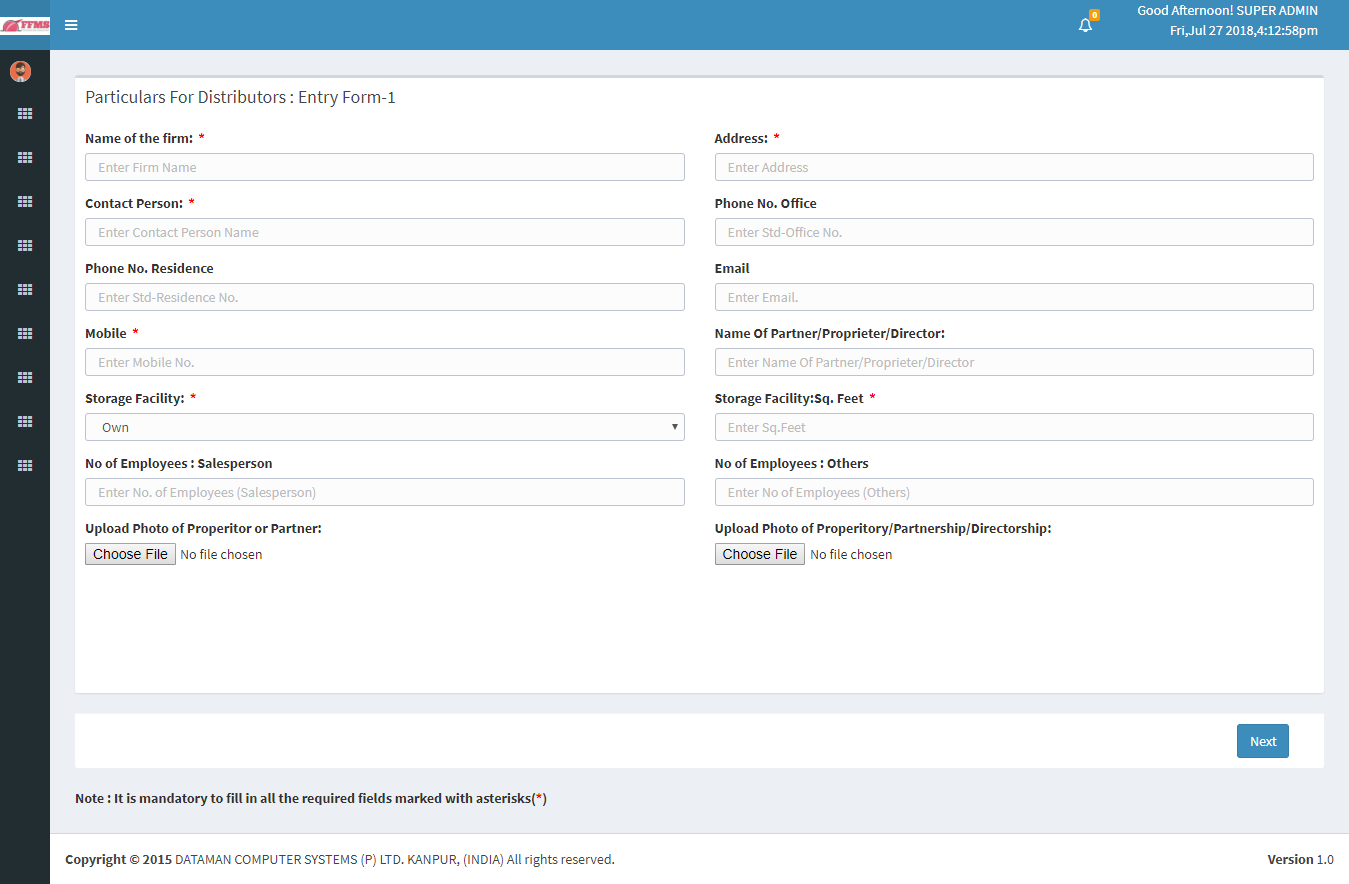 FFMS
0
Good Afternoon! SUPER ADMIN
Fri,Jul 27 2018,4:12:58pm
Particulars For Distributors : Entry Form-1
Name of the firm: *
Address: *
Enter Firm Name
Enter Address
Contact Person: *
Phone No. Office
Enter Contact Person Name
Enter Std-Office No.
Phone No. Residence
Email
Enter Std-Residence No.
Enter Email.
Mobile *
Name Of Partner/Proprieter/Director:
Enter Mobile No.
Enter Name Of Partner/Proprieter/Director
Storage Facility: *
Storage Facility:Sq. Feet *
Own
Enter Sq.Feet
No of Employees : Salesperson
No of Employees : Others
Enter No. of Employees (Salesperson)
Enter No of Employees (Others)
Upload Photo of Properitor or Partner:
Upload Photo of Properitory/Partnership/Directorship:
Choose File No file chosen
Choose File No file chosen
Next
Note : It is mandatory to fill in all the required fields marked with asterisks(*)
Copyright © 2015 DATAMAN COMPUTER SYSTEMS (P) LTD. KANPUR, (INDIA) All rights reserved.
Version 1.0